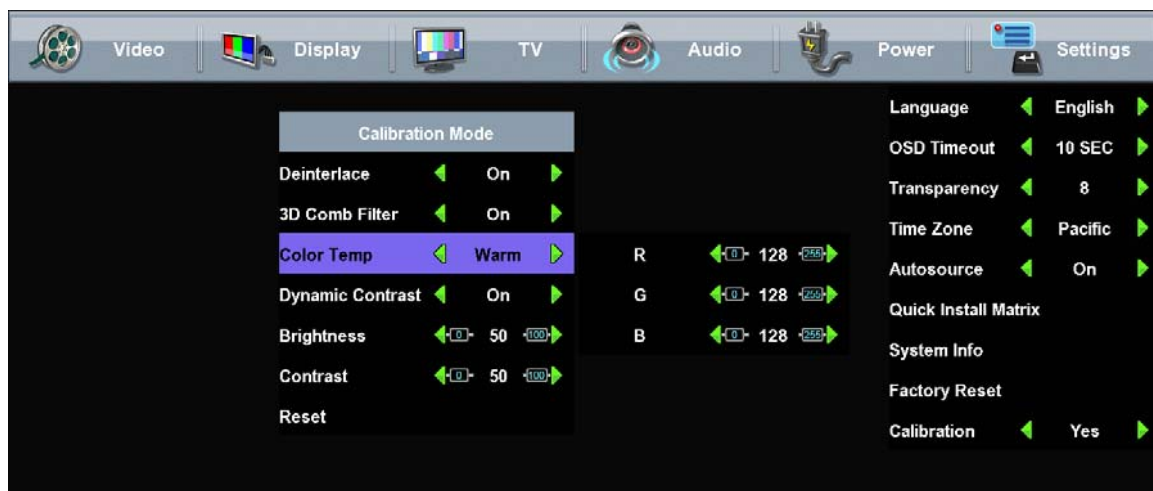 Video Display TV Audio Power Settings
Calibration Mode
Deinterlace On
3D Comb Filter On
Color Temp Warm
Dynamic Contrast On
Brightness 0 50 100
Contrast 0 50 100
Reset
R 0 128 255
G 0 128 255
B 0 128 255
Language English
OSD Timeout 10 SEC
Transparency 8
Time Zone Pacific
Autosource On
Quick Install Matrix
System Info
Factory Reset
Calibration Yes